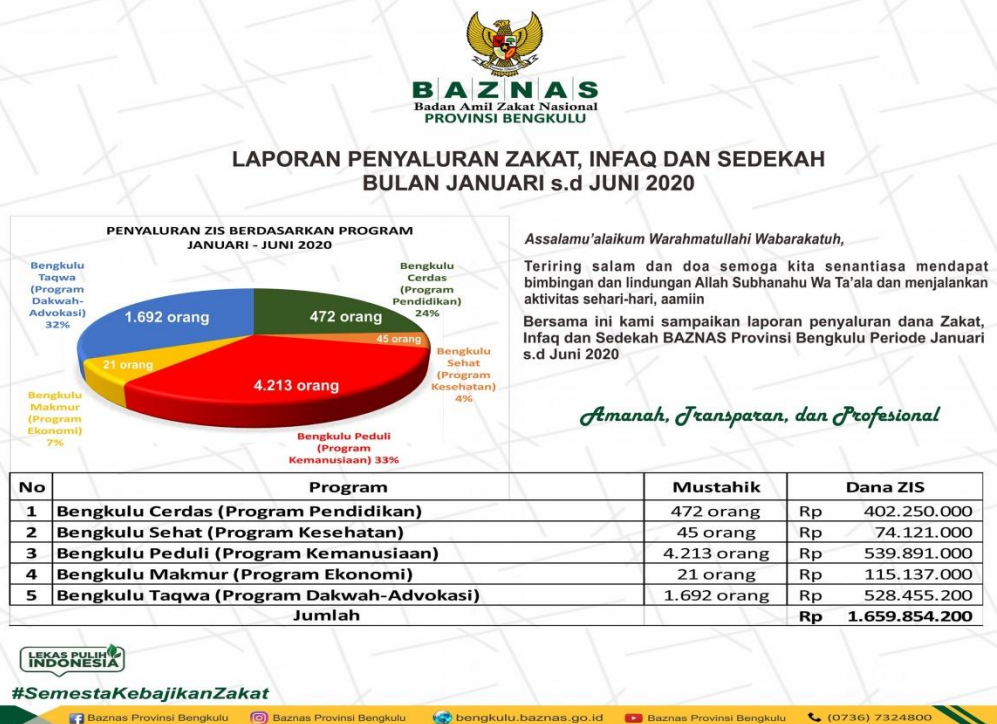 BAZNAS
Badan Amil Zakat Nasional
PROVINSI BENGKULU
LAPORAN PENYALURAN ZAKAT, INFAQ DAN SEDEKAH
BULAN JANUARI s.d JUNI 2020
PENYALURAN ZIS BERDASARKAN PROGRAM
JANUARI - JUNI 2020
Bengkulu
Taqwa
(Program
Dakwah-
Advokasi)
32%
Bengkulu
Cerdas
(Program
Pendidikan)
24%
1.692 orang
472 orang
45 orang
21 orang
4.213 orang
Bengkulu
Sehat
(Program
Kesehatan)
4%
Bengkulu
Makmur
(Program
Ekonomi)
7%
Bengkulu Peduli
(Program
Kemanusiaan) 33%
Assalamu'alaikum Warahmatullahi Wabarakatuh,
Teriring salam dan doa semoga kita senantiasa mendapat
bimbingan dan lindungan Allah Subhanahu Wa Ta'ala dan menjalankan
aktivitas sehari-hari, aamiin
Bersama ini kami sampaikan laporan penyaluran dana Zakat,
Infaq dan Sedekah BAZNAS Provinsi Bengkulu Periode Januari
s.d Juni 2020
Amanah, Transparan, dan Profesional
No Program Mustahik Dana ZIS
1 Bengkulu Cerdas (Program Pendidikan) 472 orang Rp 402.250.000
2 Bengkulu Sehat (Program Kesehatan) 45 orang Rp 74.121.000
3 Bengkulu Peduli (Program Kemanusiaan) 4.213 orang Rp 539.891.000
4 Bengkulu Makmur (Program Ekonomi) 21 orang Rp 115.137.000
5 Bengkulu Taqwa (Program Dakwah-Advokasi) 1.692 orang Rp 528.455.200
Jumlah Rp 1.659.854.200
LEKAS PULIH
INDONESIA
#SemestaKebajikanZakat
Baznas Provinsi Bengkulu Baznas Provinsi Bengkulu bengkulu.baznas.go.id Baznas Provinsi Bengkulu (0736) 7324800